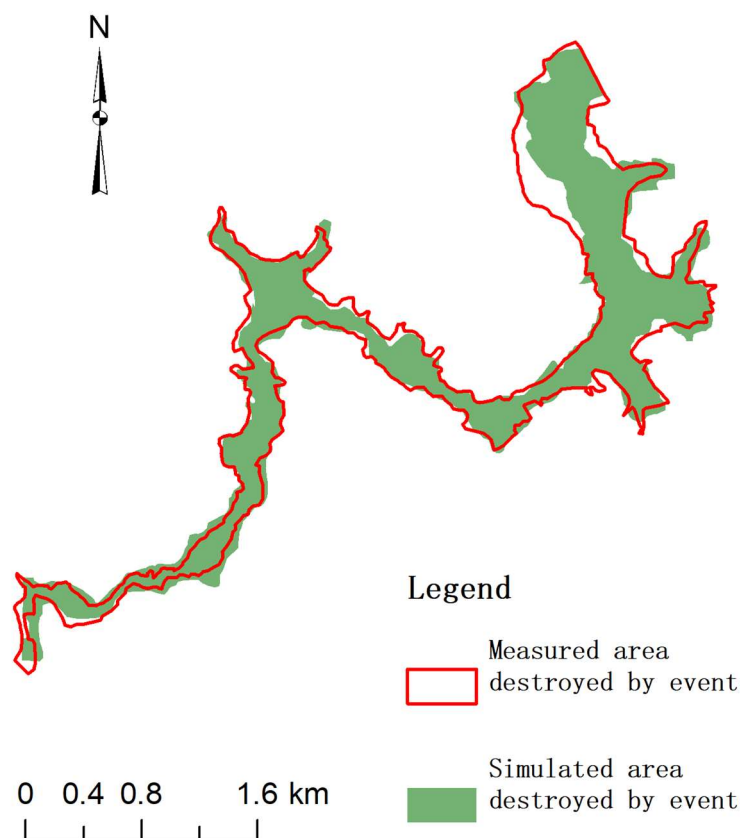 N
Legend
Measured area
destroyed by event
Simulated area
destroyed by event
0 0.4 0.8 1.6 km